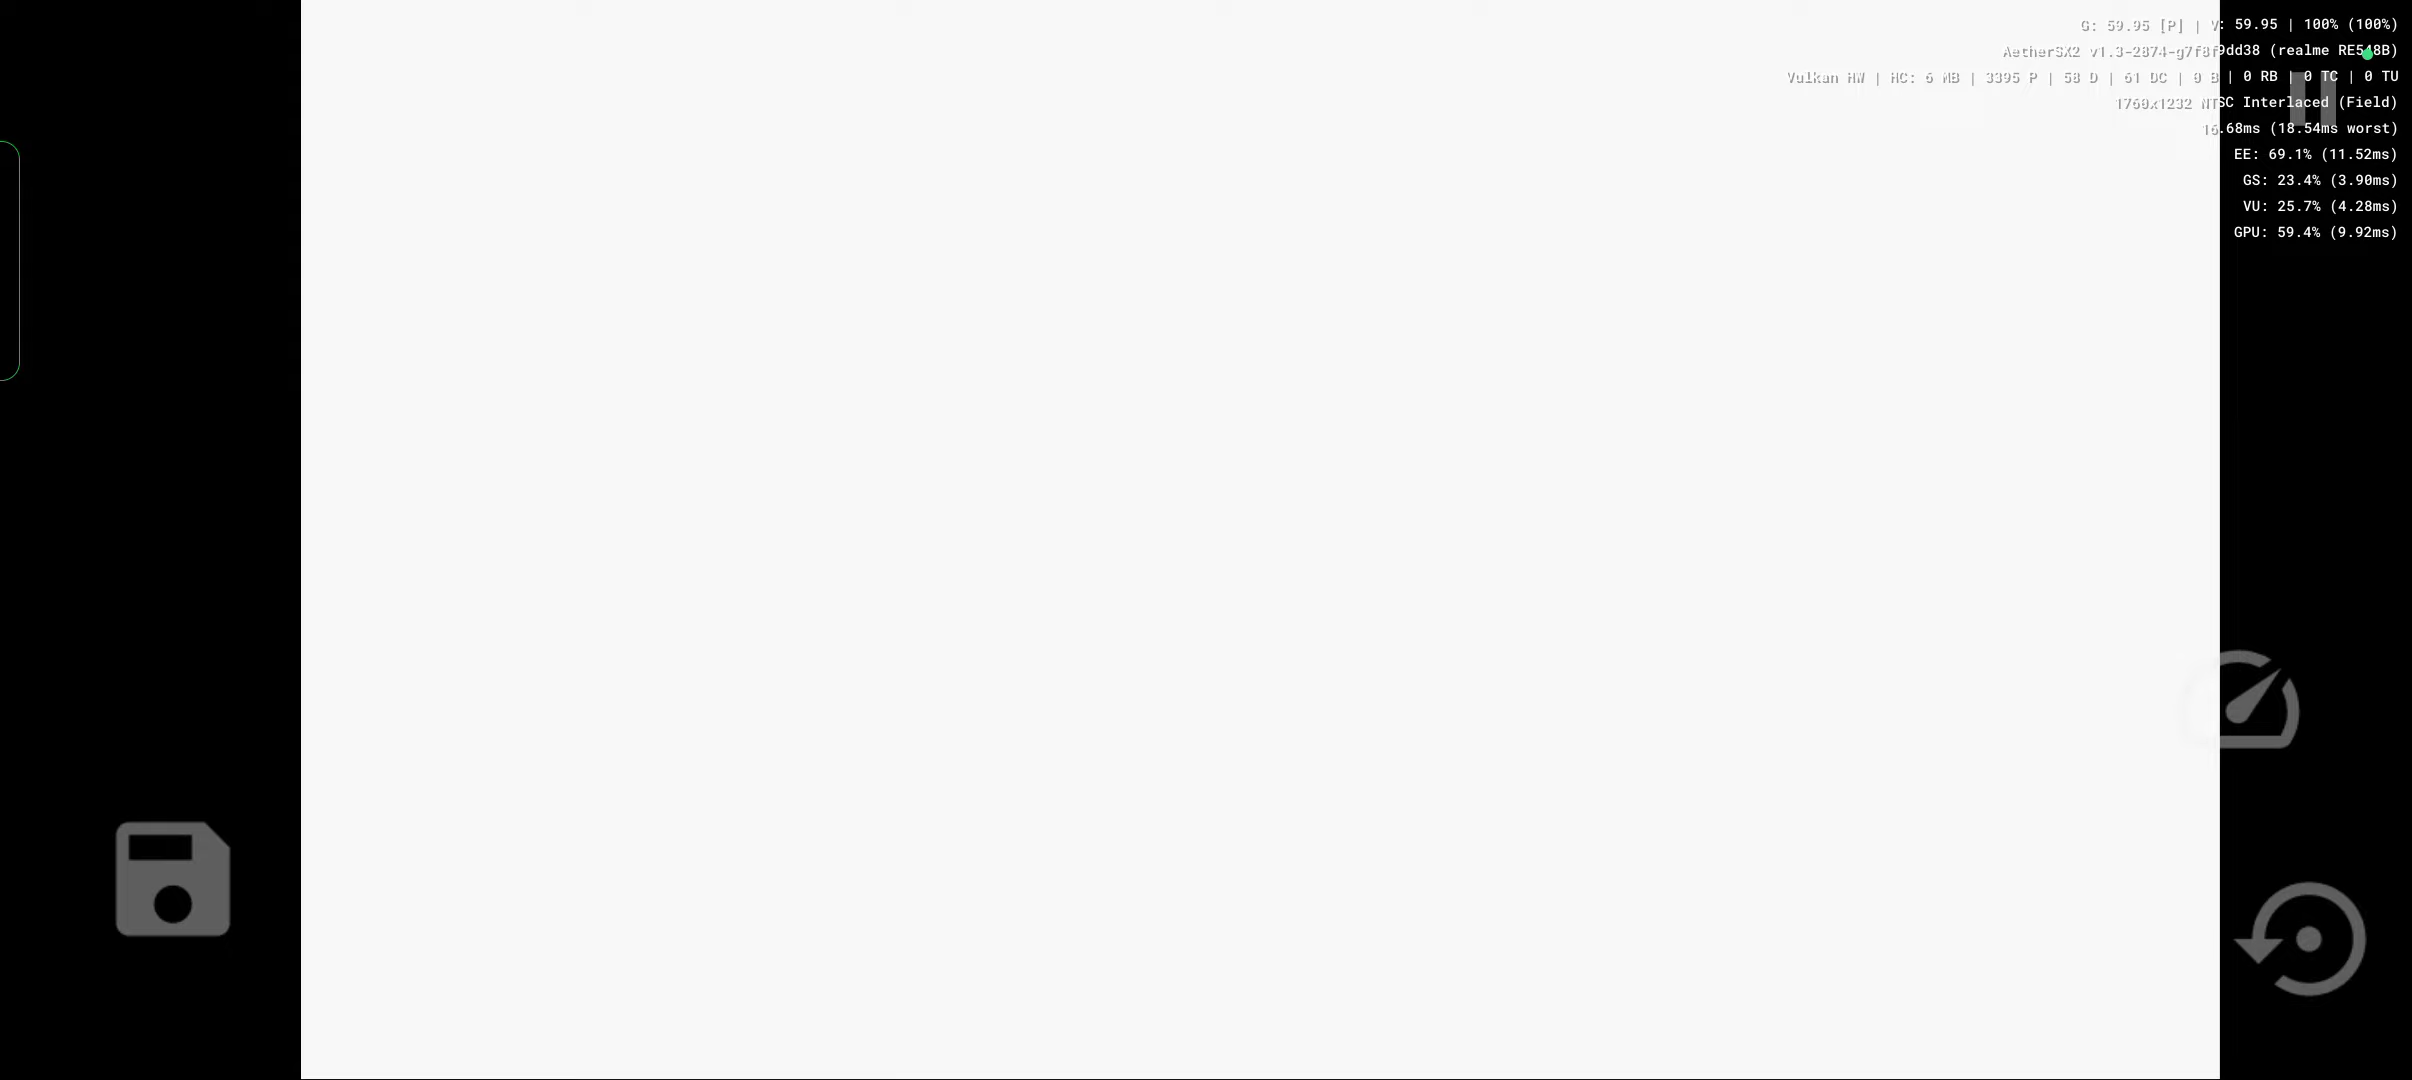 G: 59.95 [P] | V: 59.95 | 100% (100%)
AetherSX2 v1.3-2874-g7f8f9dd38 (realme RE548B)
Vulkan HW | HC: 6 MB | 3395 P | 58 D | 61 DC | 0 B | 0 RB | 0 TC | 0 TU
1760x1232 NTSC Interlaced (Field)
16.68ms (18.54ms worst)
EE: 69.1% (11.52ms)
GS: 23.4% (3.90ms)
VU: 25.7% (4.28ms)
GPU: 59.4% (9.92ms)